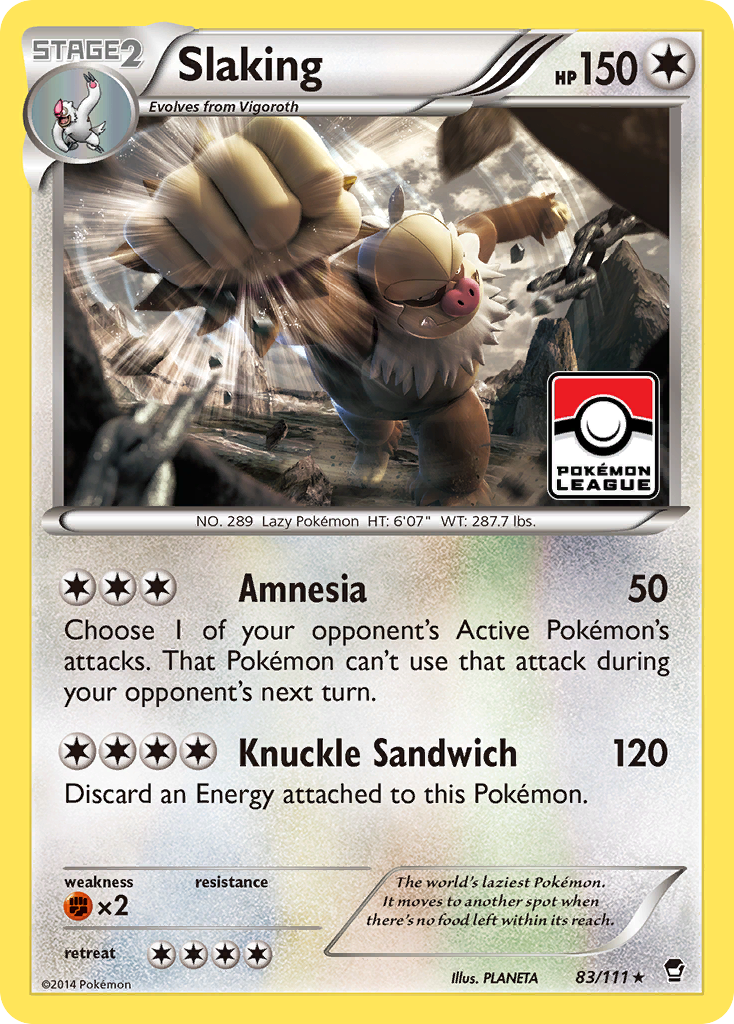 STAGE2
Slaking
HP150
Evolves from Vigoroth
POKÉMON
LEAGUE
NO. 289 Lazy Pokémon HT: 6'07" WT: 287.7 lbs.
Amnesia 50
Choose 1 of your opponent's Active Pokémon's
attacks. That Pokémon can't use that attack during
your opponent's next turn.
Knuckle Sandwich 120
Discard an Energy attached to this Pokémon.
weakness resistance
×2
The world's laziest Pokémon.
It moves to another spot when
there's no food left within its reach.
retreat
©2014 Pokémon
Illus. PLANETA 83/111 ★